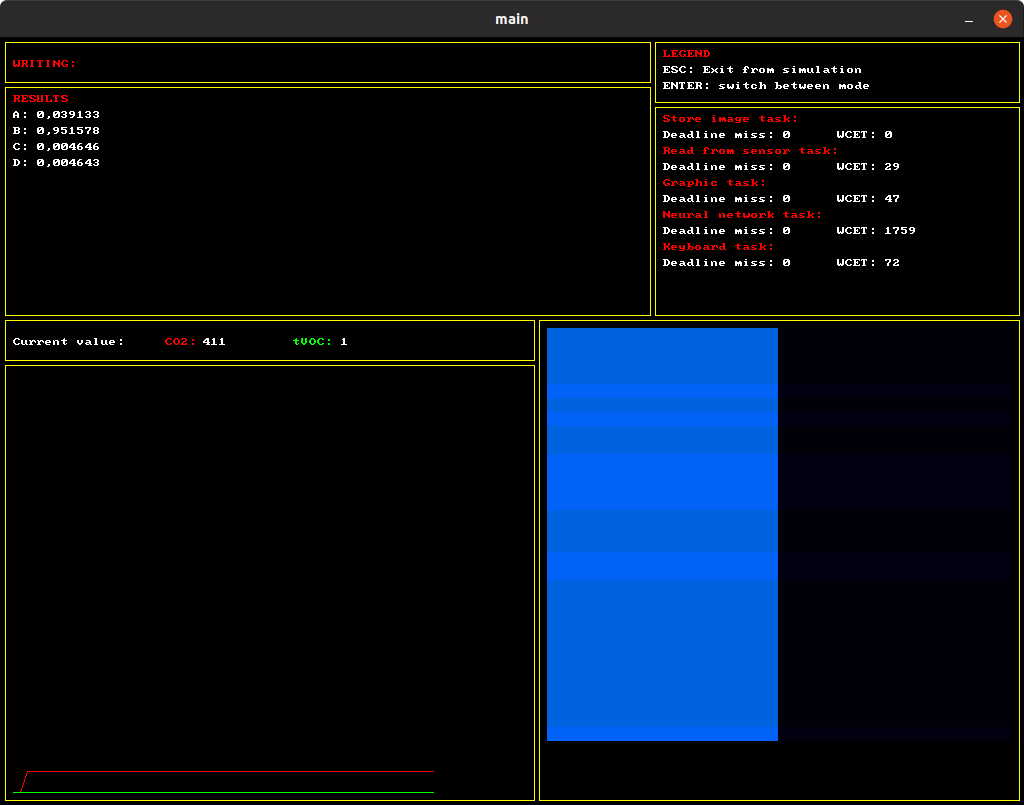 main
WRITING:
RESULTS
A: 0,039133
B: 0,951578
C: 0,004646
D: 0,004643
LEGEND
ESC: Exit from simulation
ENTER: switch between mode
Store image task:
Deadline miss: 0 WCET: 0
Read from sensor task:
Deadline miss: 0 WCET: 29
Graphic task:
Deadline miss: 0 WCET: 47
Neural network task:
Deadline miss: 0 WCET: 1759
Keyboard task:
Deadline miss: 0 WCET: 72
Current value: CO2: 411 tVOC: 1